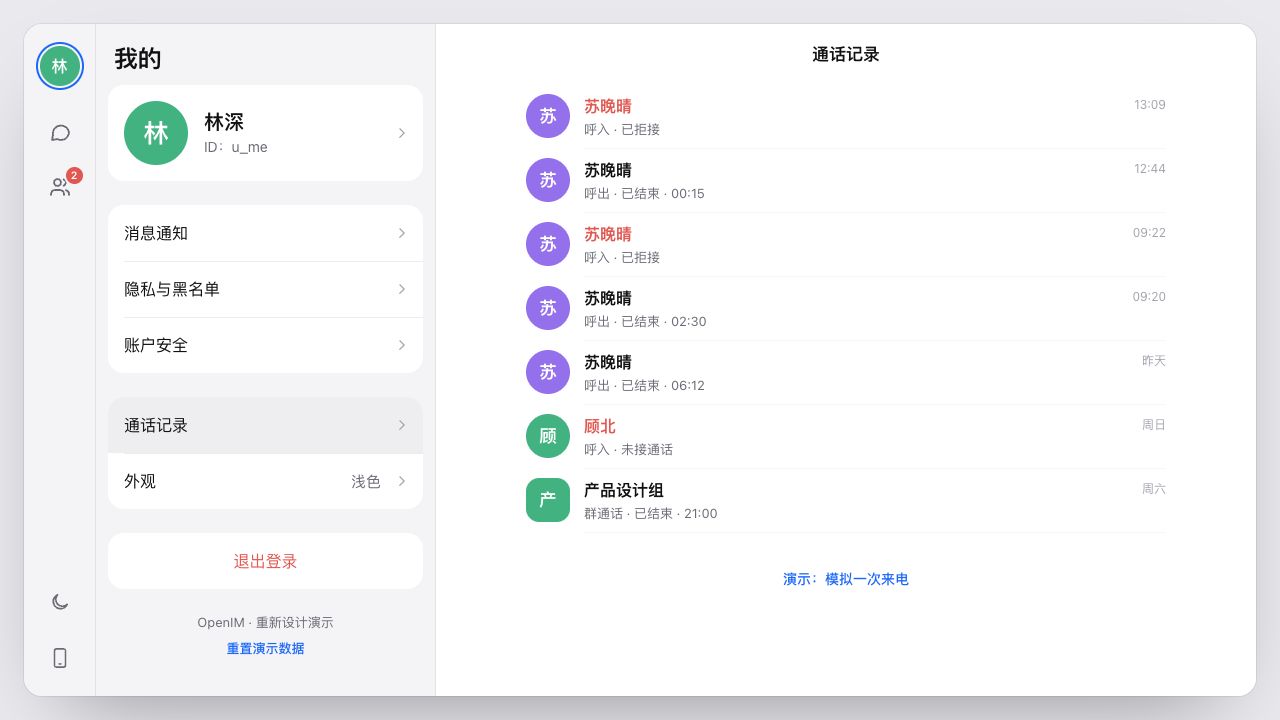 林
2
我的
林
林深
ID：u_me
消息通知
隐私与黑名单
账户安全
通话记录
外观
浅色
退出登录
OpenIM · 重新设计演示
重置演示数据
通话记录
苏
苏晚晴
13:09
呼入 · 已拒接
苏
苏晚晴
12:44
呼出 · 已结束 · 00:15
苏
苏晚晴
09:22
呼入 · 已拒接
苏
苏晚晴
09:20
呼出 · 已结束 · 02:30
苏
苏晚晴
昨天
呼出 · 已结束 · 06:12
顾
顾北
周日
呼入 · 未接通话
产
产品设计组
周六
群通话 · 已结束 · 21:00
演示：模拟一次来电